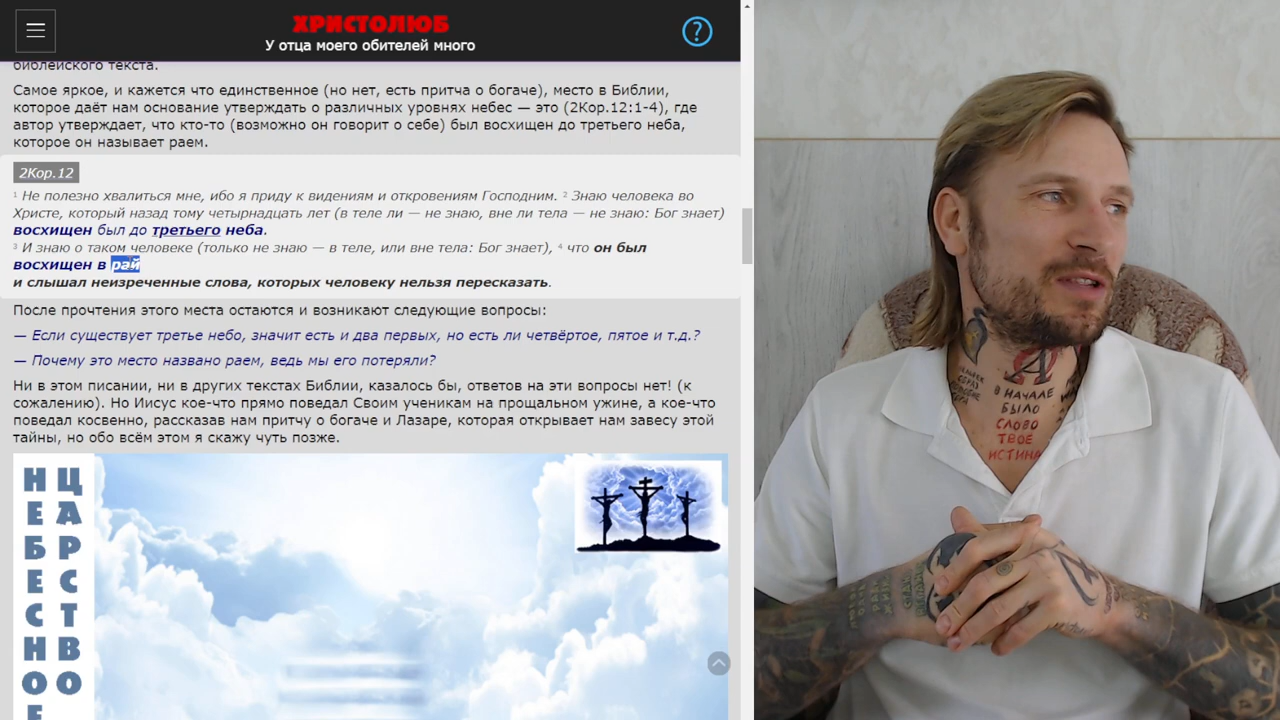 ХРИСТОЛЮБ
У отца моего обителей много
библейского текста.
Самое яркое, и кажется что единственное (но нет, есть притча о богаче), место в Библии,
которое даёт нам основание утверждать о различных уровнях небес — это (2Кор.12:1-4), где
автор утверждает, что кто-то (возможно он говорит о себе) был восхищен до третьего неба,
которое он называет раем.
2Кор.12
1 Не полезно хвалиться мне, ибо я приду к видениям и откровениям Господним. 2 Знаю человека во
Христе, который назад тому четырнадцать лет (в теле ли — не знаю, вне ли тела — не знаю: Бог знает)
восхищен был до третьего неба.
3 И знаю о таком человеке (только не знаю — в теле, или вне тела: Бог знает), 4 что он был
восхищен в рай
и слышал неизреченные слова, которых человеку нельзя пересказать.
После прочтения этого места остаются и возникают следующие вопросы:
— Если существует третье небо, значит есть и два первых, но есть ли четвёртое, пятое и т.д.?
— Почему это место названо раем, ведь мы его потеряли?
Ни в этом писании, ни в других текстах Библии, казалось бы, ответов на эти вопросы нет! (к
сожалению). Но Иисус кое-что прямо поведал Своим ученикам на прощальном ужине, а кое-что
поведал косвенно, рассказав нам притчу о богаче и Лазаре, которая открывает нам завесу этой
тайны, но обо всём этом я скажу чуть позже.
НЕБЕСНОЕ
ЦАРСТВО
В НАЧАЛЕ
БЫЛО
СЛОВО
ТВОЕ
ИСТИНА